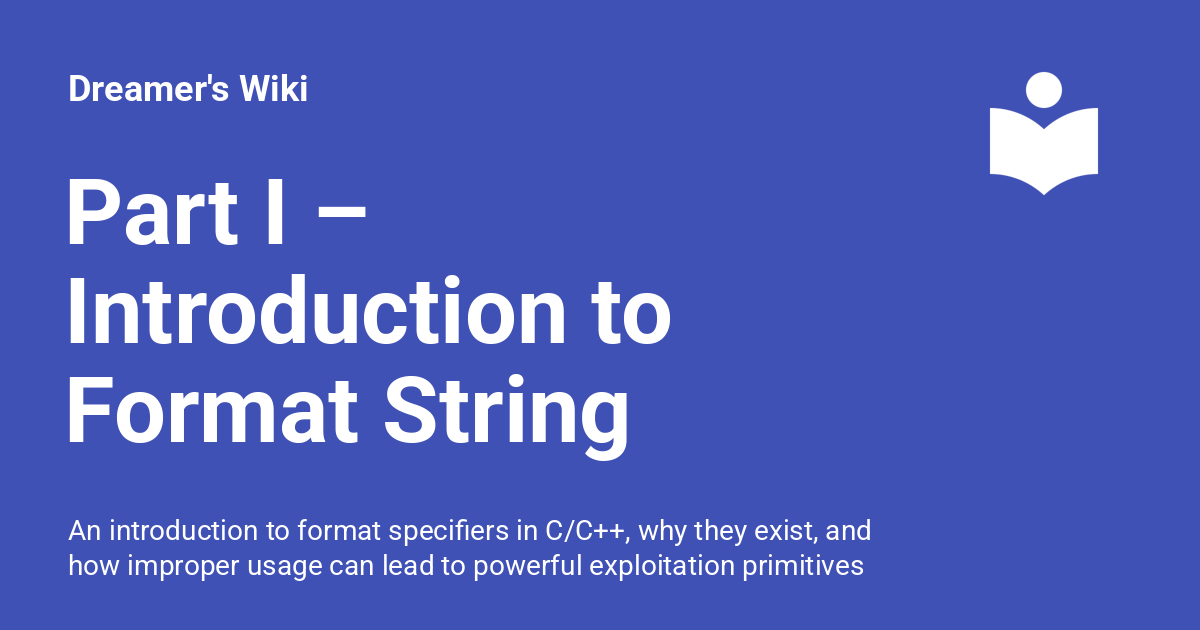 Dreamer's Wiki
Part I –
Introduction to
Format String
An introduction to format specifiers in C/C++, why they exist, and
how improper usage can lead to powerful exploitation primitives